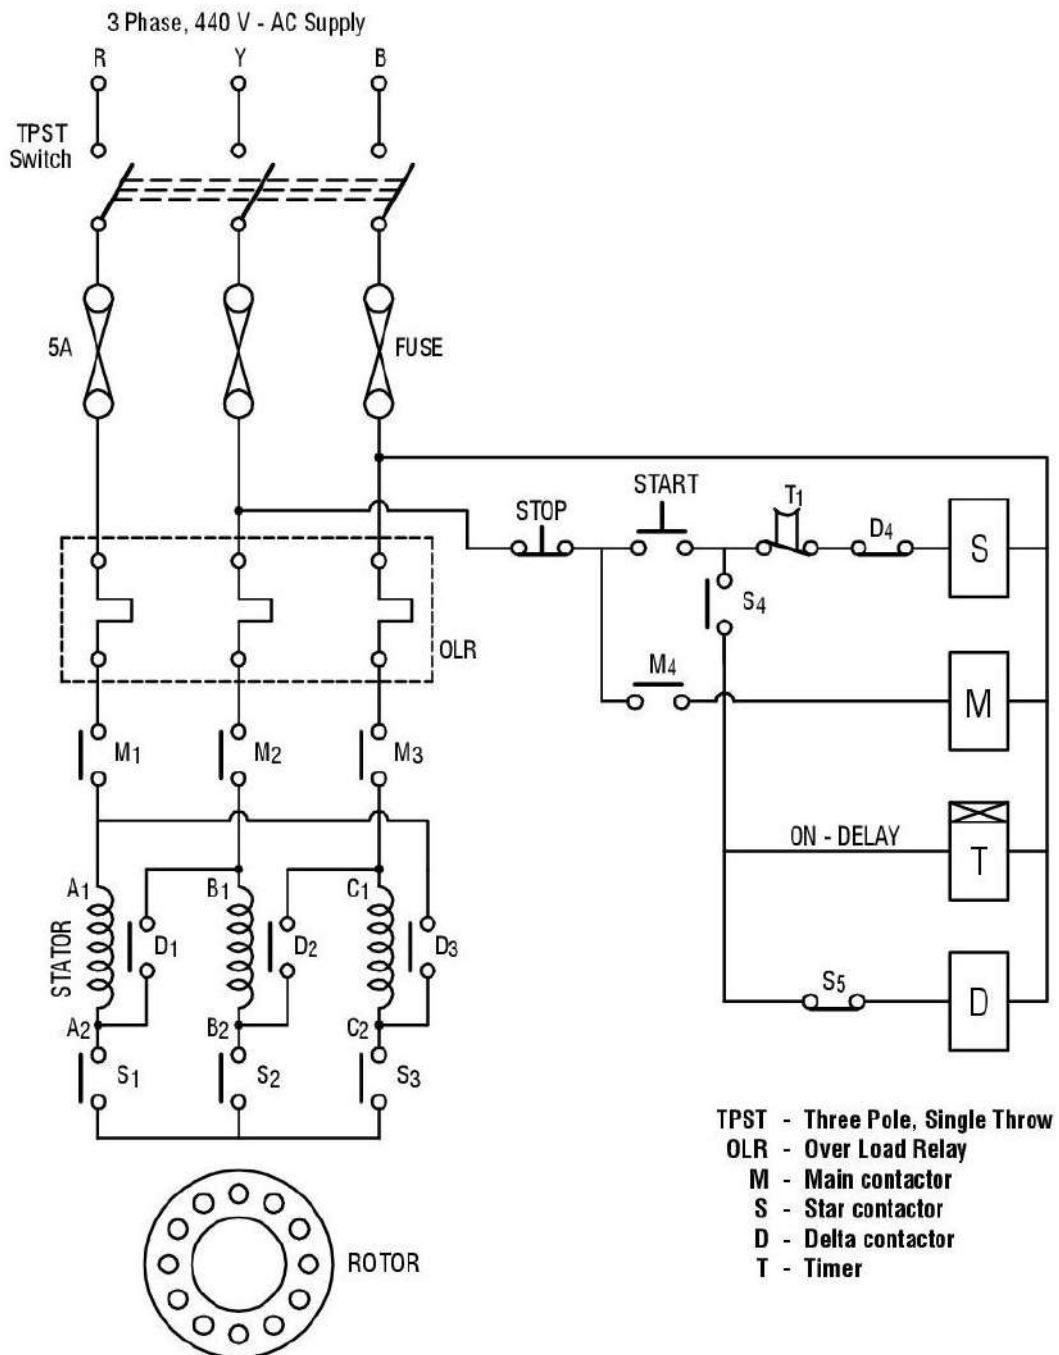 3 Phase, 440 V - AC Supply
R Y B
TPST
Switch
5A
FUSE
START
STOP
T1
D4
S
S4
OLR
M4
M
M1 M2 M3
ON - DELAY
T
A1 B1 C1
STATOR
D1 D2 D3
S5
D
A2 B2 C2
S1 S2 S3
TPST - Three Pole, Single Throw
OLR - Over Load Relay
M - Main contactor
S - Star contactor
D - Delta contactor
T - Timer
ROTOR